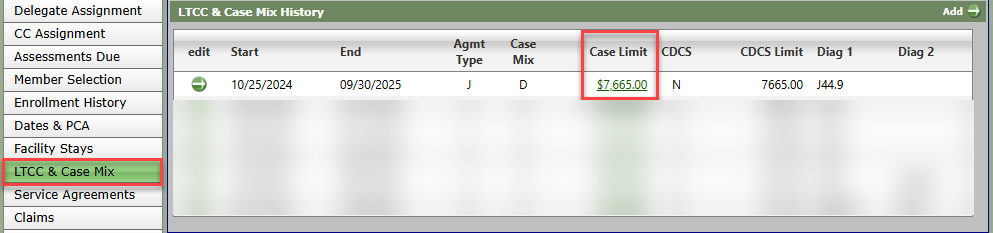 Delegate Assignment
CC Assignment
Assessments Due
Member Selection
Enrollment History
Dates & PCA
Facility Stays
LTCC & Case Mix
Service Agreements
Claims
LTCC & Case Mix History
Add
edit Start End Agmt Type Case Mix Case Limit CDCS CDCS Limit Diag 1 Diag 2
10/25/2024 09/30/2025 J D $7,665.00 N 7665.00 J44.9